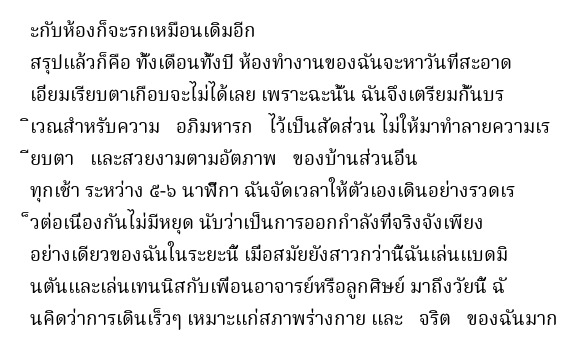 ะกับห้องก็จะรกเหมือนเดิมอีก
สรุปแล้วก็คือ ทั้งเดือนทั้งปี ห้องทำงานของฉันจะหาวันที่สะอาด
เอี่ยมเรียบตาเกือบจะไม่ได้เลย เพราะฉะนั้น ฉันจึงเตรียมกั้นบร
ิเวณสำหรับความ อภิมหารก ไว้เป็นสัดส่วน ไม่ให้มาทำลายความเร
ียบตา และสวยงามตามอัตภาพ ของบ้านส่วนอื่น
ทุกเช้า ระหว่าง ๕-๖ นาฬิกา ฉันจัดเวลาให้ตัวเองเดินอย่างรวดเร
็วต่อเนื่องกันไม่มีหยุด นับว่าเป็นการออกกำลังที่จริงจังเพียง
อย่างเดียวของฉันในระยะนี้ เมื่อสมัยยังสาวกว่านี้ฉันเล่นแบดมิ
นตันและเล่นเทนนิสกับเพื่อนอาจารย์หรือลูกศิษย์ มาถึงวัยนี้ ฉั
นคิดว่าการเดินเร็วๆ เหมาะแก่สภาพร่างกาย และ จริต ของฉันมาก